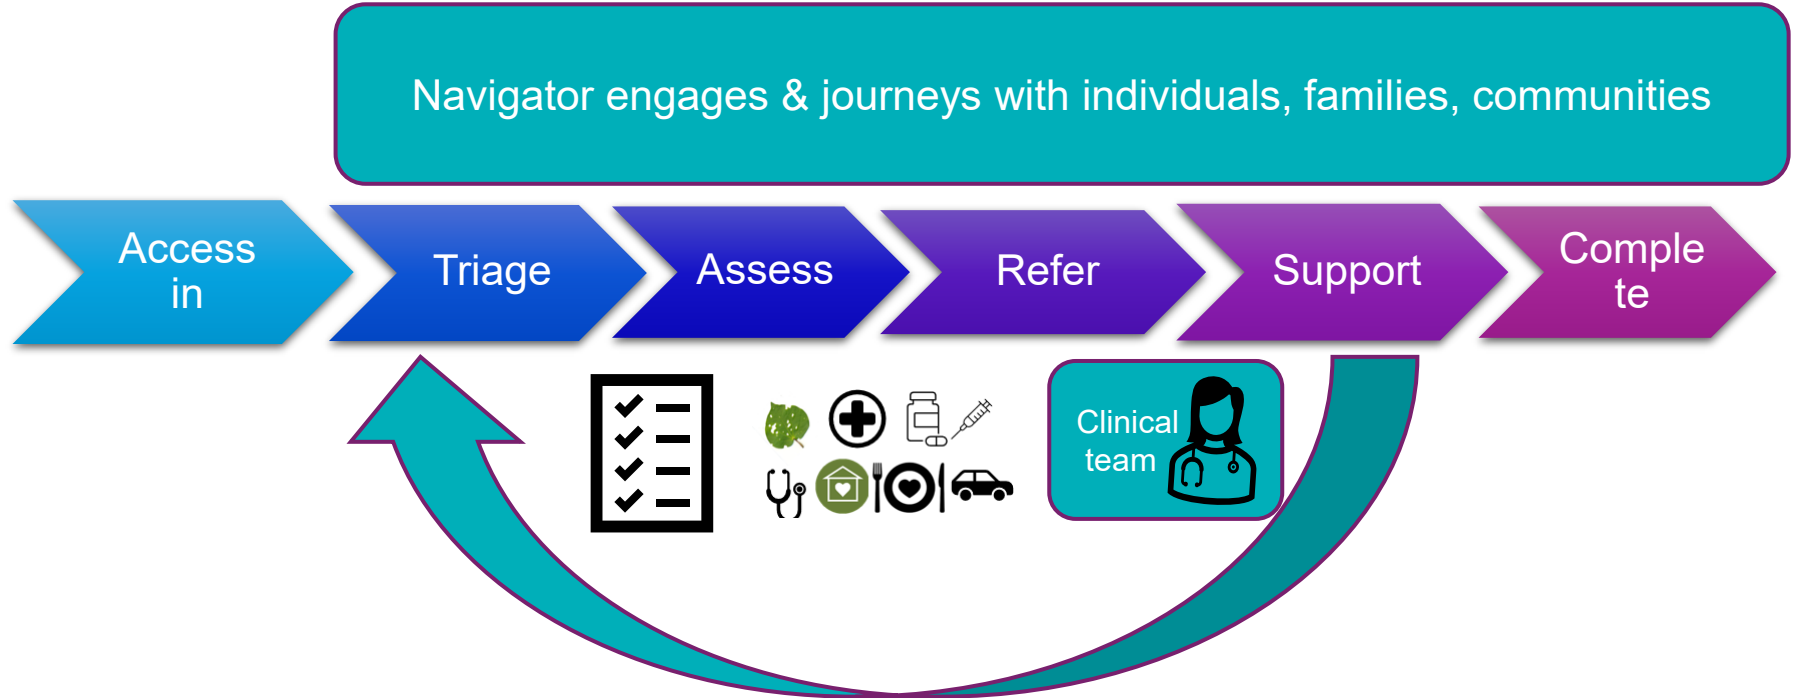 Navigator engages & journeys with individuals, families, communities
Access
in
Triage
Assess
Refer
Support
Comple
te
Clinical
team